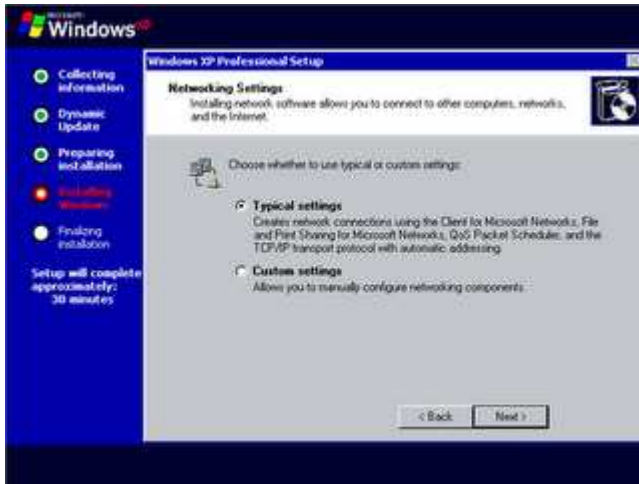 Microsoft
Windows xp
Collecting
information
Dynamic
Update
Preparing
installation
Installing
Windows
Finalizing
installation
Setup will complete
approximately:
30 minutes
Windows XP Professional Setup
Networking Settings
Installing network software allows you to connect to other computers, networks,
and the Internet.
Choose whether to use typical or custom settings:
Typical settings
Creates network connections using the Client for Microsoft Networks, File
and Print Sharing for Microsoft Networks, QoS Packet Scheduler, and the
TCP/IP transport protocol with automatic addressing.
Custom settings
Allows you to manually configure networking components.
< Back
Next >